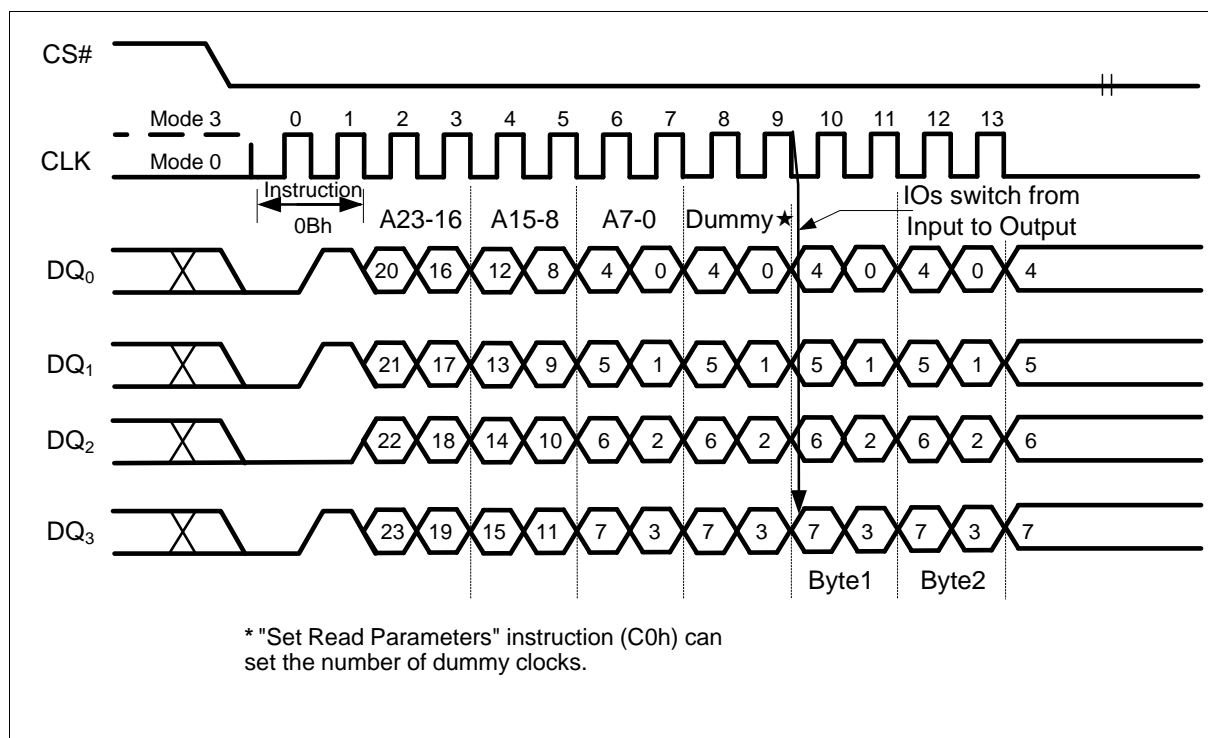 CS#
Mode 3
0 1 2 3 4 5 6 7 8 9 10 11 12 13
CLK
Mode 0
Instruction
IOs switch from
0Bh
A23-16 A15-8 A7-0 Dummy★
Input to Output
DQ0
20 16 12 8 4 0 4 0 4 0 4 0 4
DQ1
21 17 13 9 5 1 5 1 5 1 5 1 5
DQ2
22 18 14 10 6 2 6 2 6 2 6 2 6
DQ3
23 19 15 11 7 3 7 3 7 3 7 3 7
Byte1 Byte2
* "Set Read Parameters" instruction (C0h) can
set the number of dummy clocks.